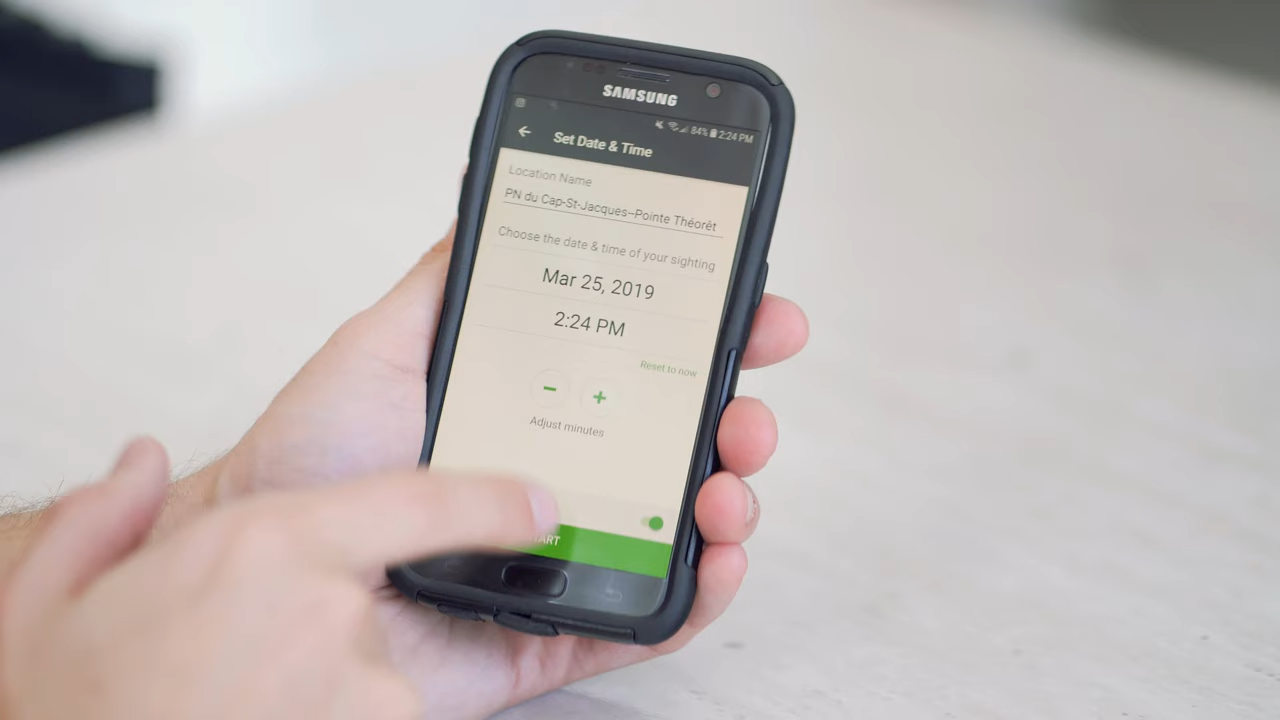 SAMSUNG
84% 2:24 PM
Set Date & Time
Location Name
PN du Cap-St-Jacques--Pointe Théorêt
Choose the date & time of your sighting
Mar 25, 2019
2:24 PM
Reset to now
− +
Adjust minutes